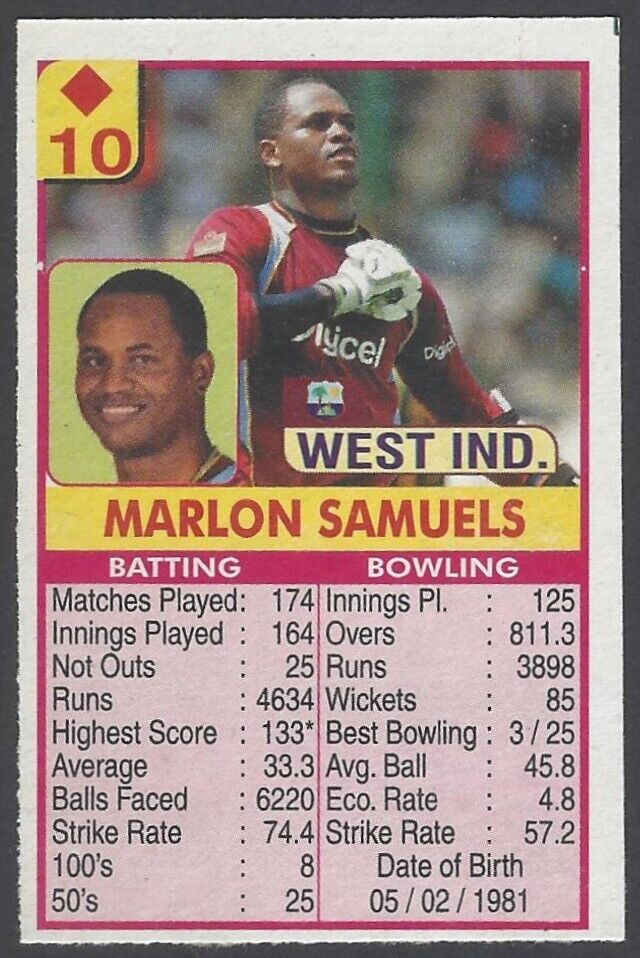 10
Digicel
WEST IND.
MARLON SAMUELS
BATTING
Matches Played: 174
Innings Played : 164
Not Outs : 25
Runs : 4634
Highest Score : 133*
Average : 33.3
Balls Faced : 6220
Strike Rate : 74.4
100's : 8
50's : 25
BOWLING
Innings Pl. : 125
Overs : 811.3
Runs : 3898
Wickets : 85
Best Bowling : 3 / 25
Avg. Ball : 45.8
Eco. Rate : 4.8
Strike Rate : 57.2
Date of Birth
05 / 02 / 1981